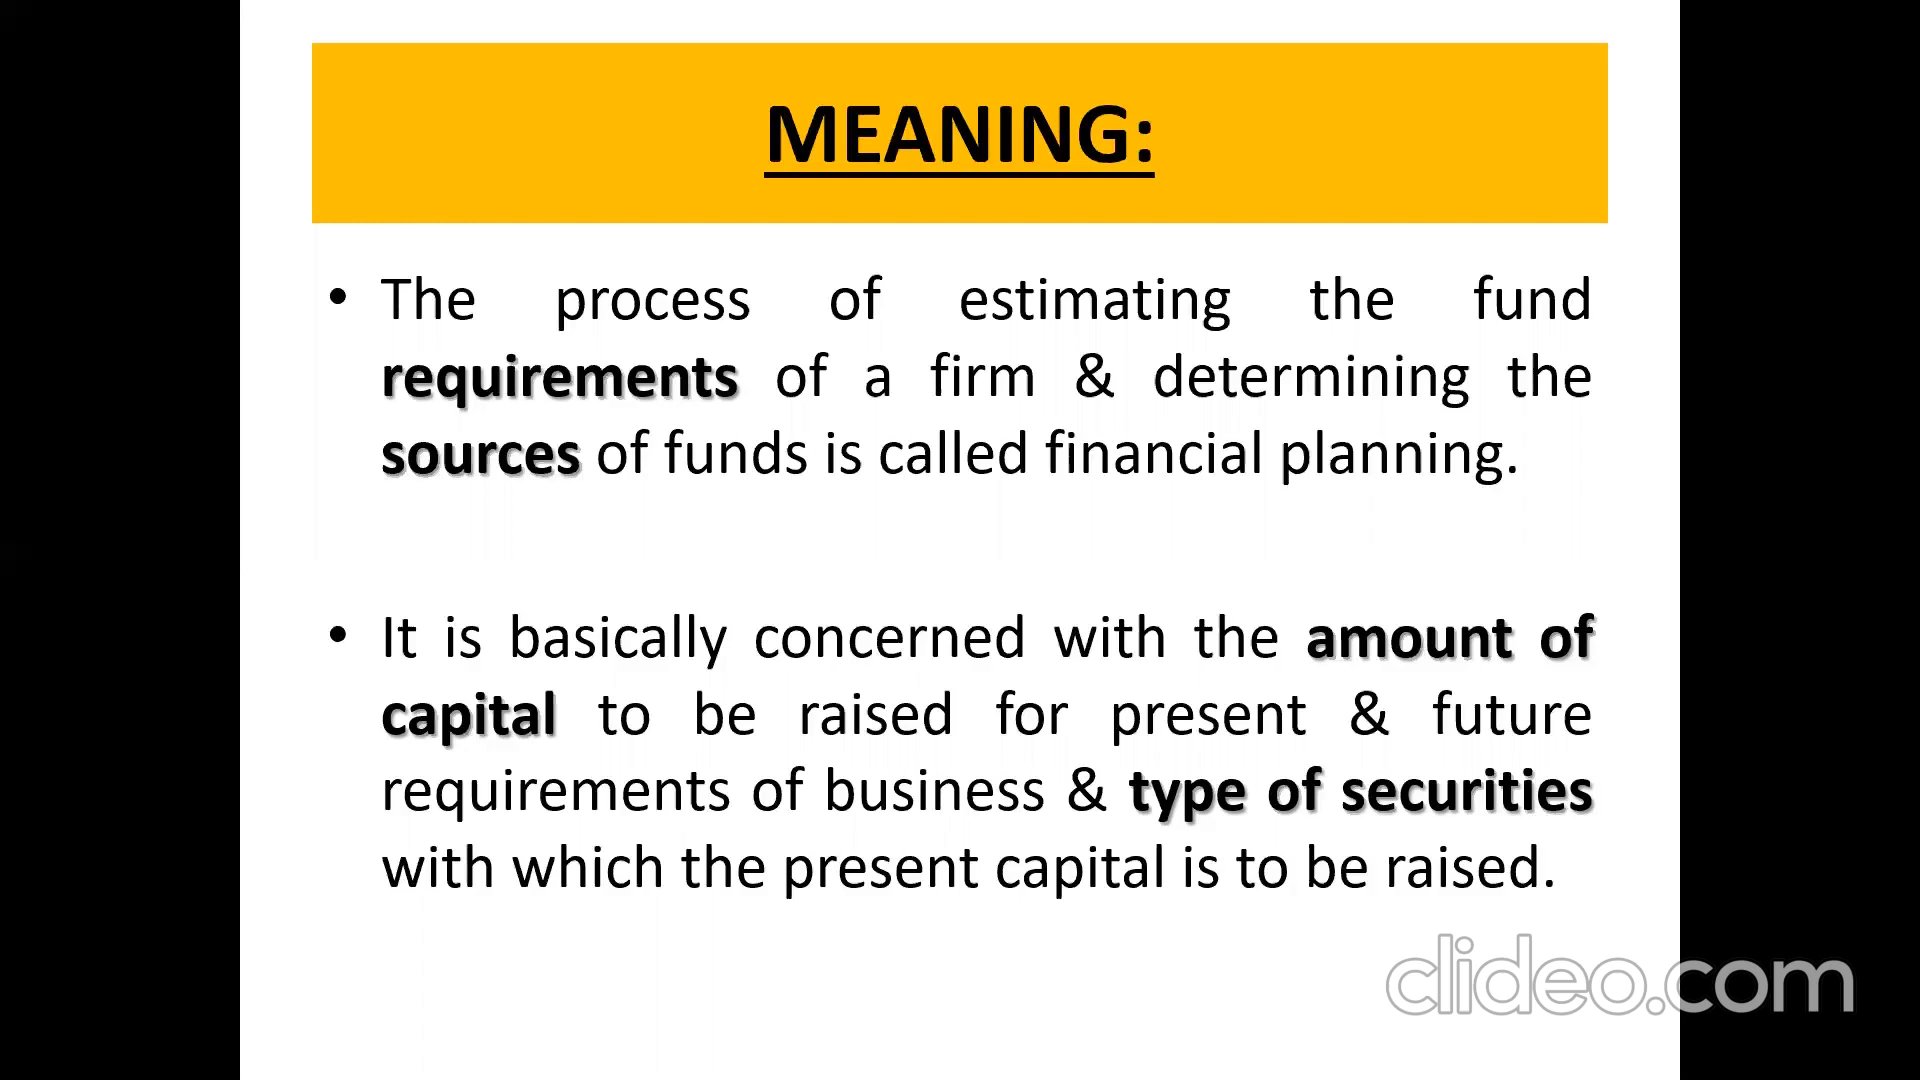 MEANING:
• The process of estimating the fund
requirements of a firm & determining the
sources of funds is called financial planning.
• It is basically concerned with the amount of
capital to be raised for present & future
requirements of business & type of securities
with which the present capital is to be raised.
clideo.com